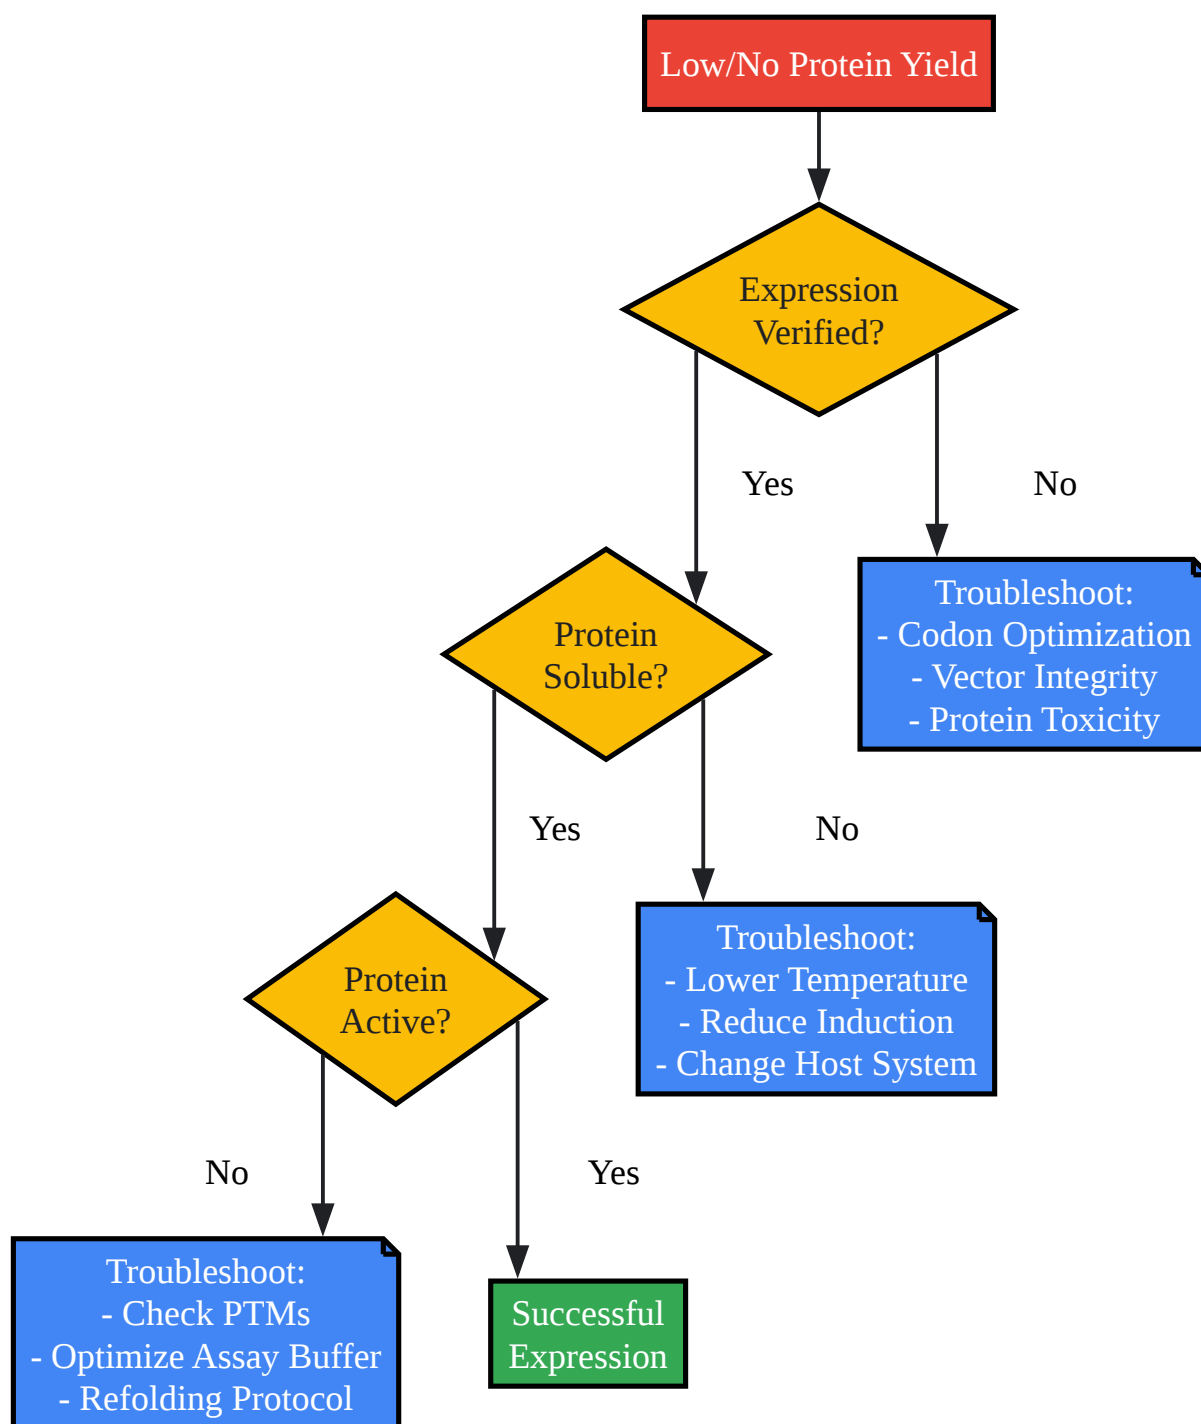 Low/No Protein Yield
Expression
Verified?
Yes
No
Protein
Soluble?
Troubleshoot:
- Codon Optimization
- Vector Integrity
- Protein Toxicity
Yes
No
Protein
Active?
Troubleshoot:
- Lower Temperature
- Reduce Induction
- Change Host System
No
Yes
Troubleshoot:
- Check PTMs
- Optimize Assay Buffer
- Refolding Protocol
Successful
Expression